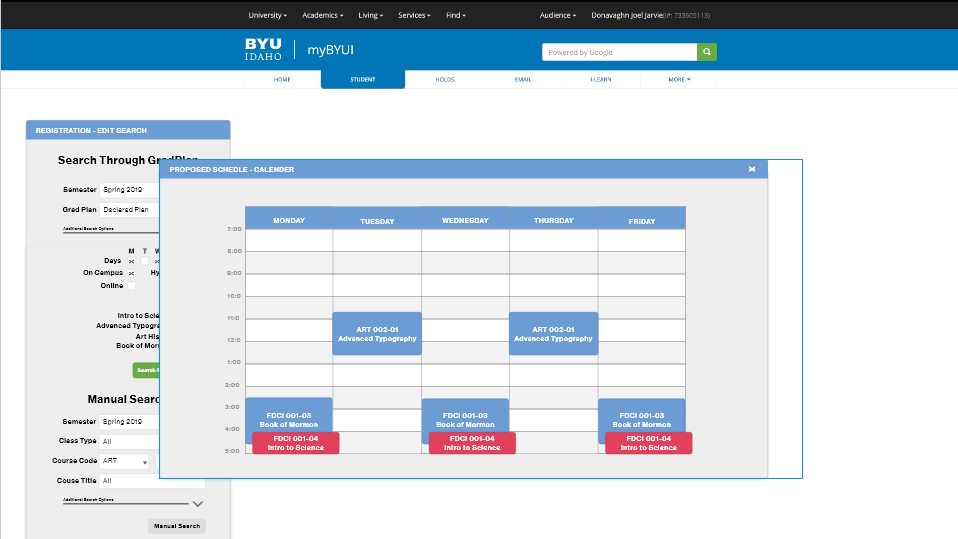 University Academics Living Services Find Audience Donavaghn Joel Jarvie(I#: 733605113)
BYU
IDAHO
myBYUI
Powered by Google
HOME STUDENT HOLDS EMAIL I-LEARN MORE
REGISTRATION - EDIT SEARCH
Search Through GradPlan
Semester Spring 2019
Grad Plan Declared Plan
Additional Search Options
M T W
Days
On Campus Hy
Online
Intro to Scie
Advanced Typogra
Art His
Book of Mor
Search
Manual Searc
Semester Spring 2019
Class Type All
Course Code ART
Couse Title All
Additional Search Options
Manual Search
PROPOSED SCHEDLE - CALENDER
MONDAY TUESDAY WEDNESDAY THURSDAY FRIDAY
7:00
8:00
9:00
10:0
11:0
12:0
1:00
2:00
3:00
4:00
5:00
ART 002-01
Advanced Typography
ART 002-01
Advanced Typography
FDCI 001-03
Book of Mormon
FDCI 001-04
Intro to Science
FDCI 001-03
Book of Mormon
FDCI 001-04
Intro to Science
FDCI 001-03
Book of Mormon
FDCI 001-04
Intro to Science